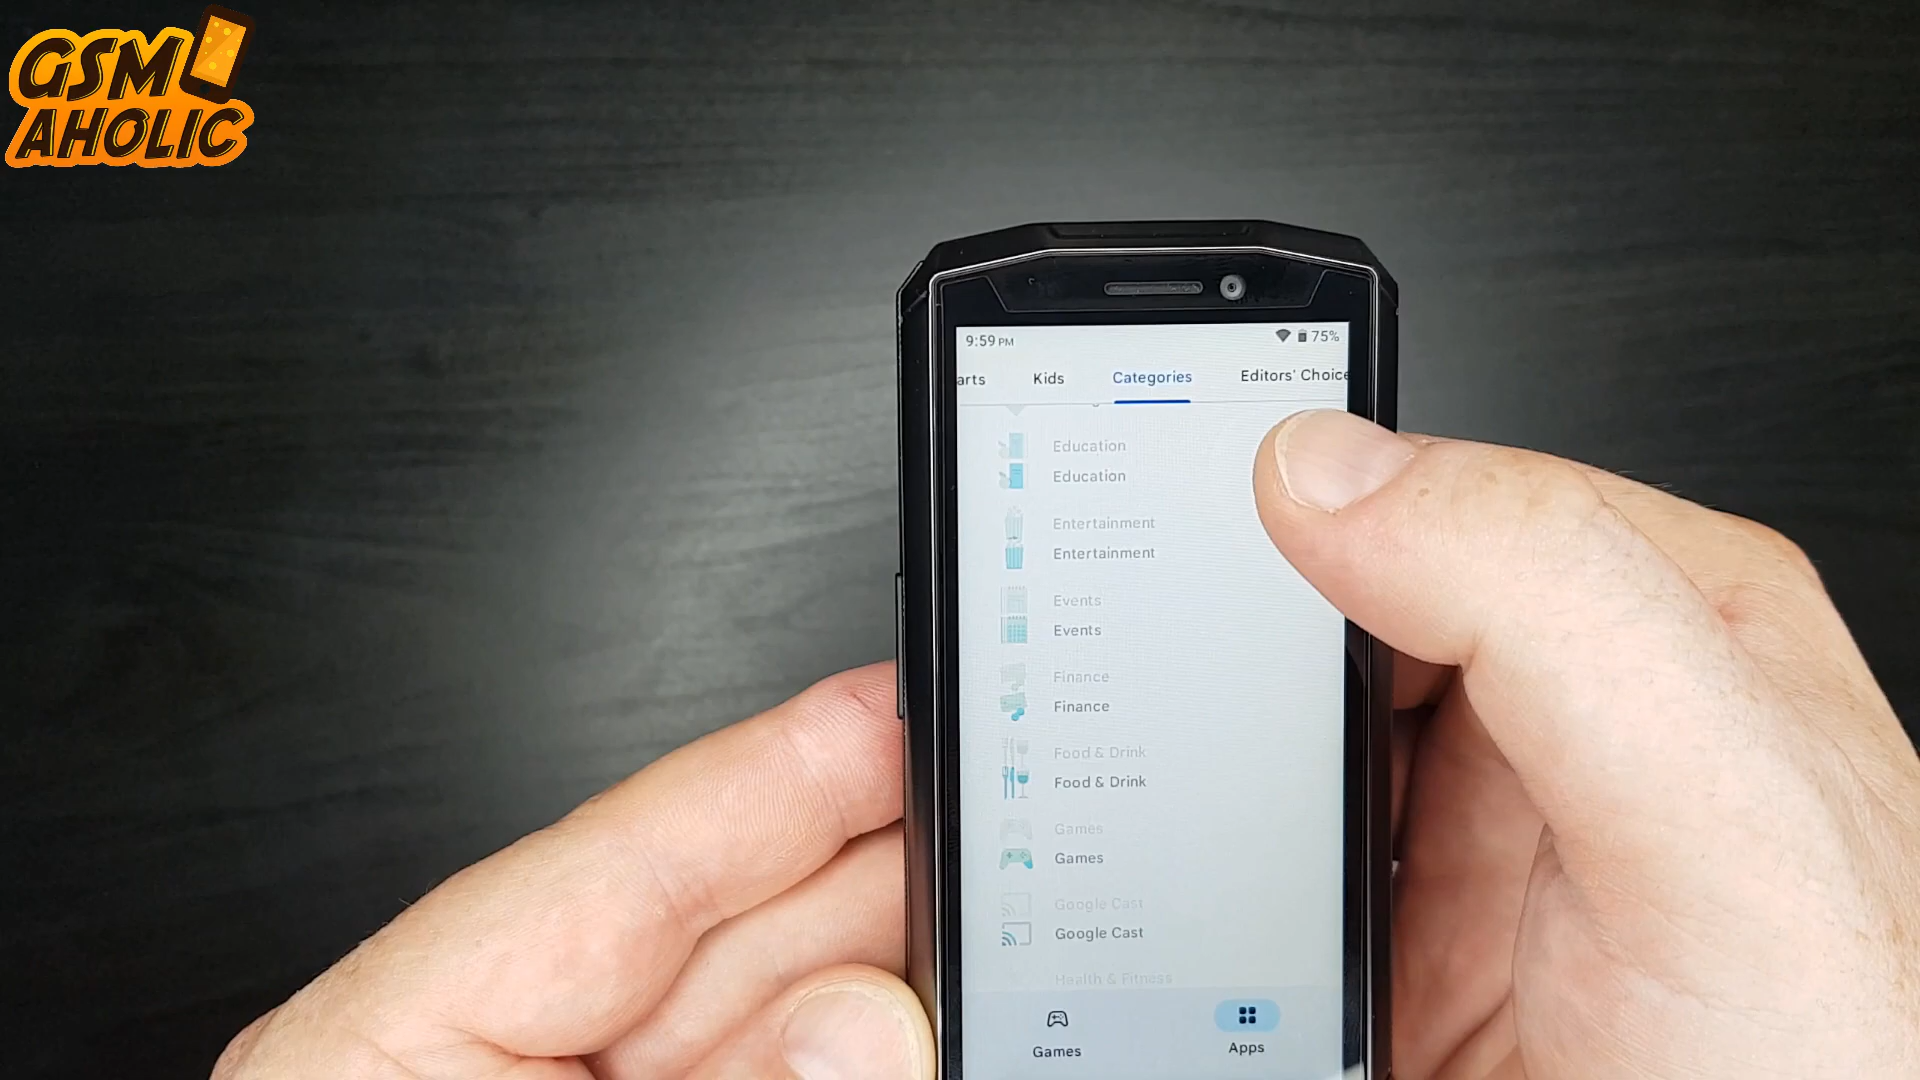 GSM
AHOLIC
9:59 PM
75%
arts Kids Categories Editors' Choice
Education
Education
Entertainment
Entertainment
Events
Events
Finance
Finance
Food & Drink
Food & Drink
Games
Games
Google Cast
Google Cast
Health & Fitness
Games Apps